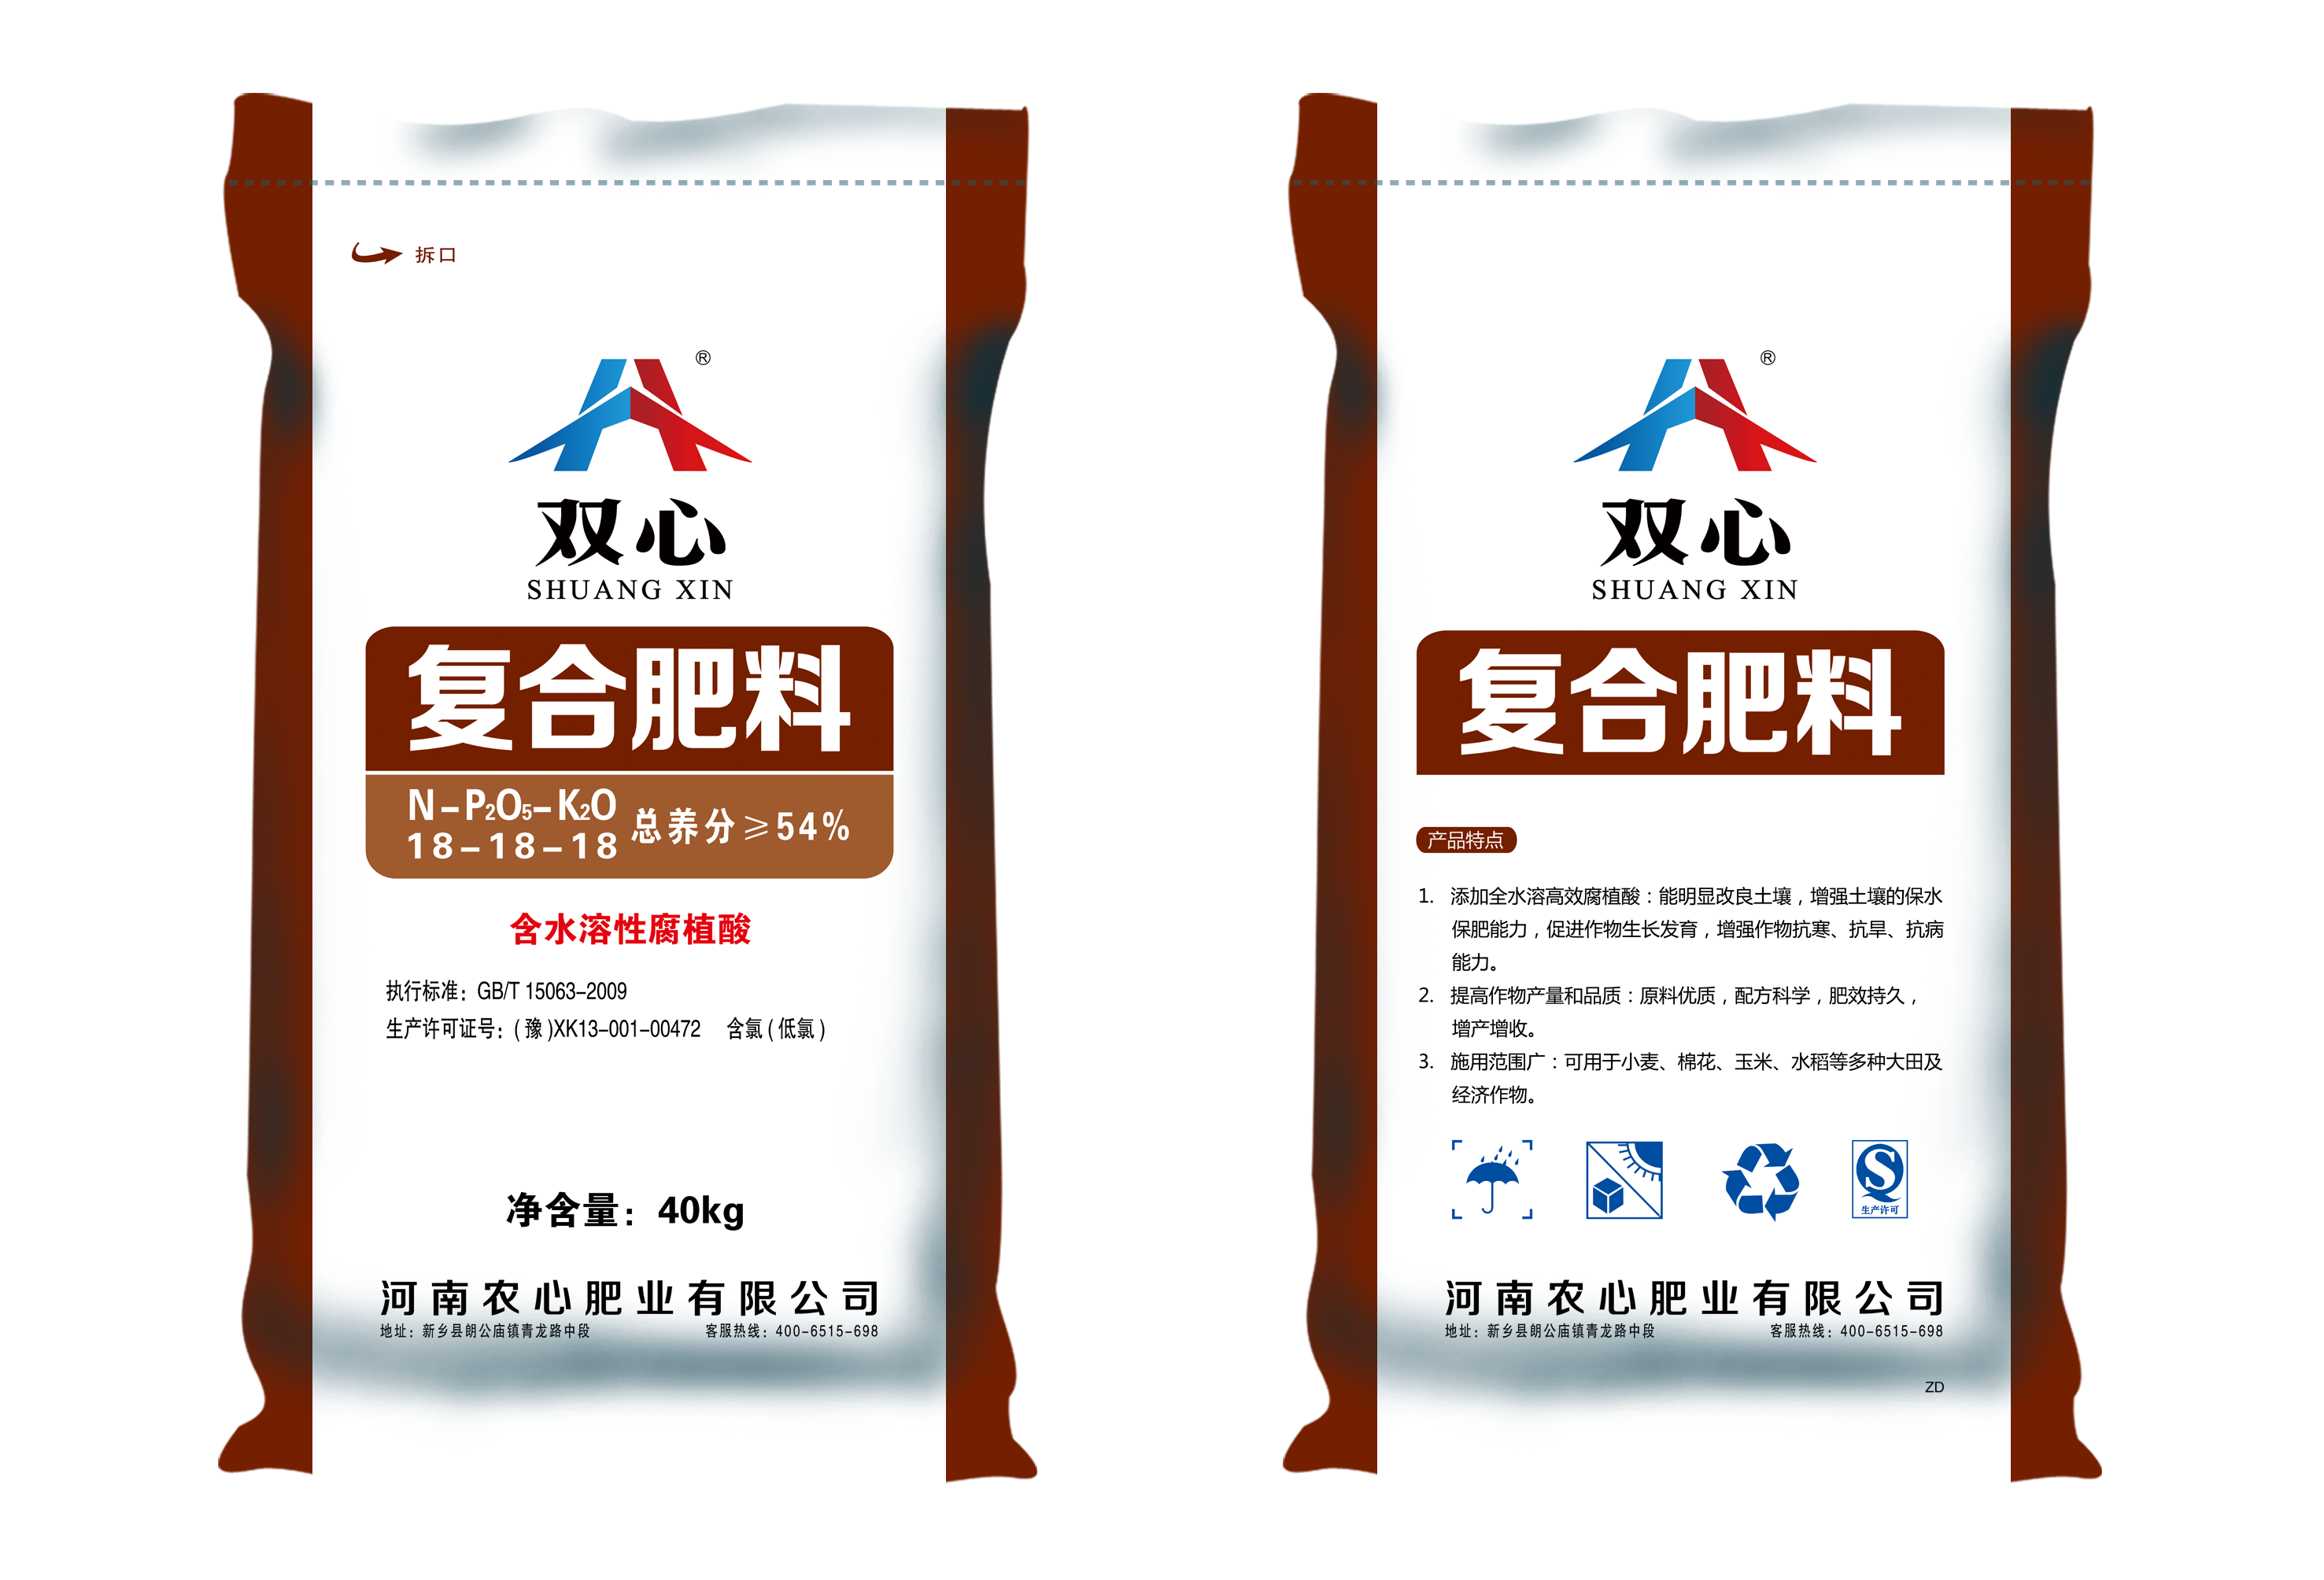 拆口
®
双心
SHUANG XIN
复合肥料
N-P₂O₅-K₂O
18-18-18
总养分≥54%
含水溶性腐植酸
执行标准：GB/T 15063-2009
生产许可证号：(豫)XK13-001-00472 含氯(低氯)
净含量：40kg
河南农心肥业有限公司
地址：新乡县朗公庙镇青龙路中段 客服热线：400-6515-698
®
双心
SHUANG XIN
复合肥料
产品特点
1. 添加全水溶高效腐植酸：能明显改良土壤，增强土壤的保水
保肥能力，促进作物生长发育，增强作物抗寒、抗旱、抗病
能力。
2. 提高作物产量和品质：原料优质，配方科学，肥效持久，
增产增收。
3. 施用范围广：可用于小麦、棉花、玉米、水稻等多种大田及
经济作物。
生产许可
河南农心肥业有限公司
地址：新乡县朗公庙镇青龙路中段 客服热线：400-6515-698
ZD